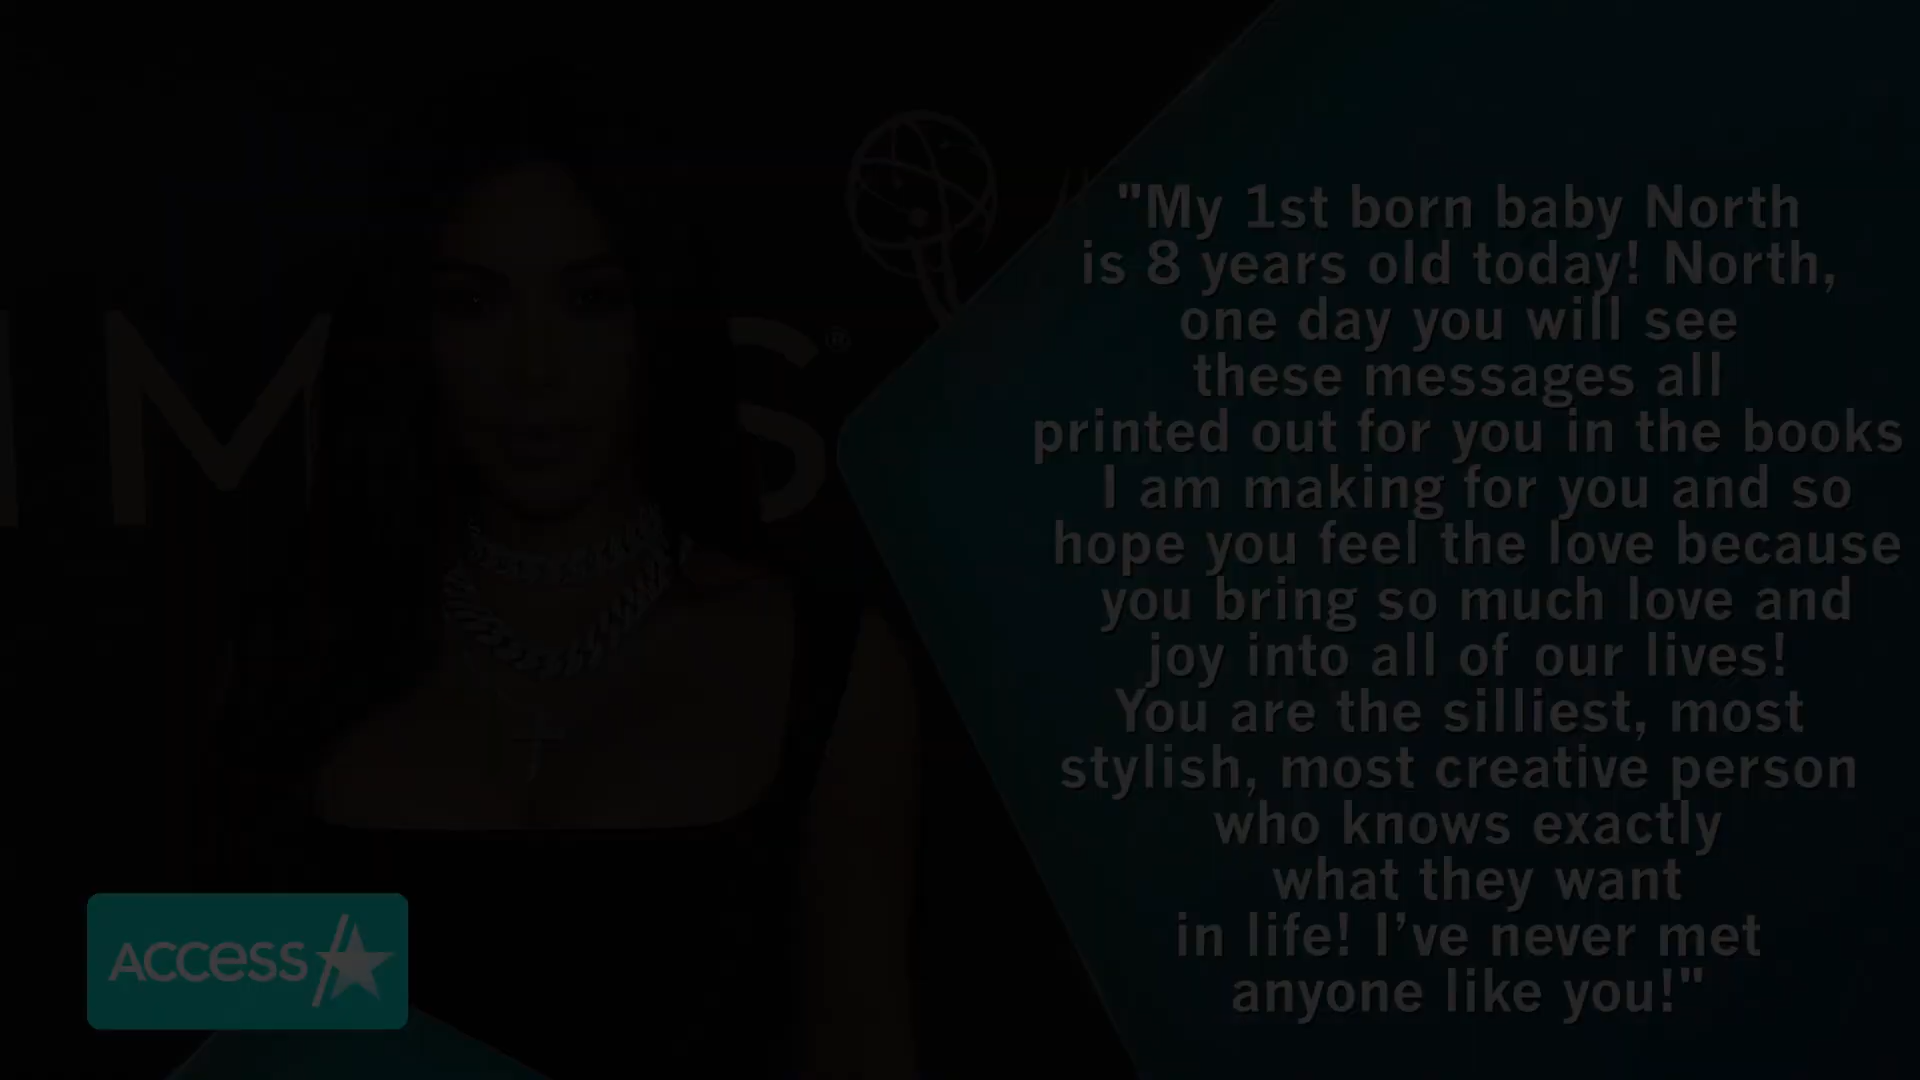 "My 1st born baby North
is 8 years old today! North,
one day you will see
these messages all
printed out for you in the books
I am making for you and so
hope you feel the love because
you bring so much love and
joy into all of our lives!
You are the silliest, most
stylish, most creative person
who knows exactly
what they want
in life! I’ve never met
anyone like you!"
M S®
ACCESS